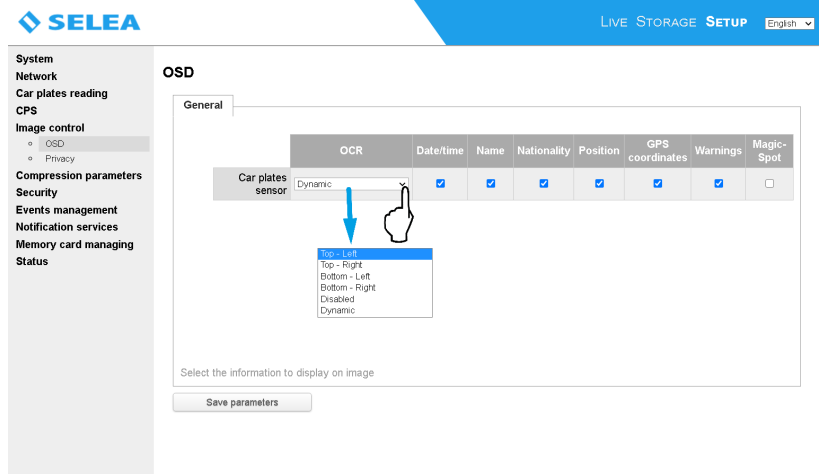 SELEA
LIVE STORAGE SETUP English
System
Network
Car plates reading
CPS
Image control
OSD
Privacy
Compression parameters
Security
Events management
Notification services
Memory card managing
Status
OSD
General
OCR Date/time Name Nationality Position GPS coordinates Warnings Magic-Spot
Car plates sensor Dynamic
Top - Left
Top - Right
Bottom - Left
Bottom - Right
Disabled
Dynamic
Select the information to display on image
Save parameters